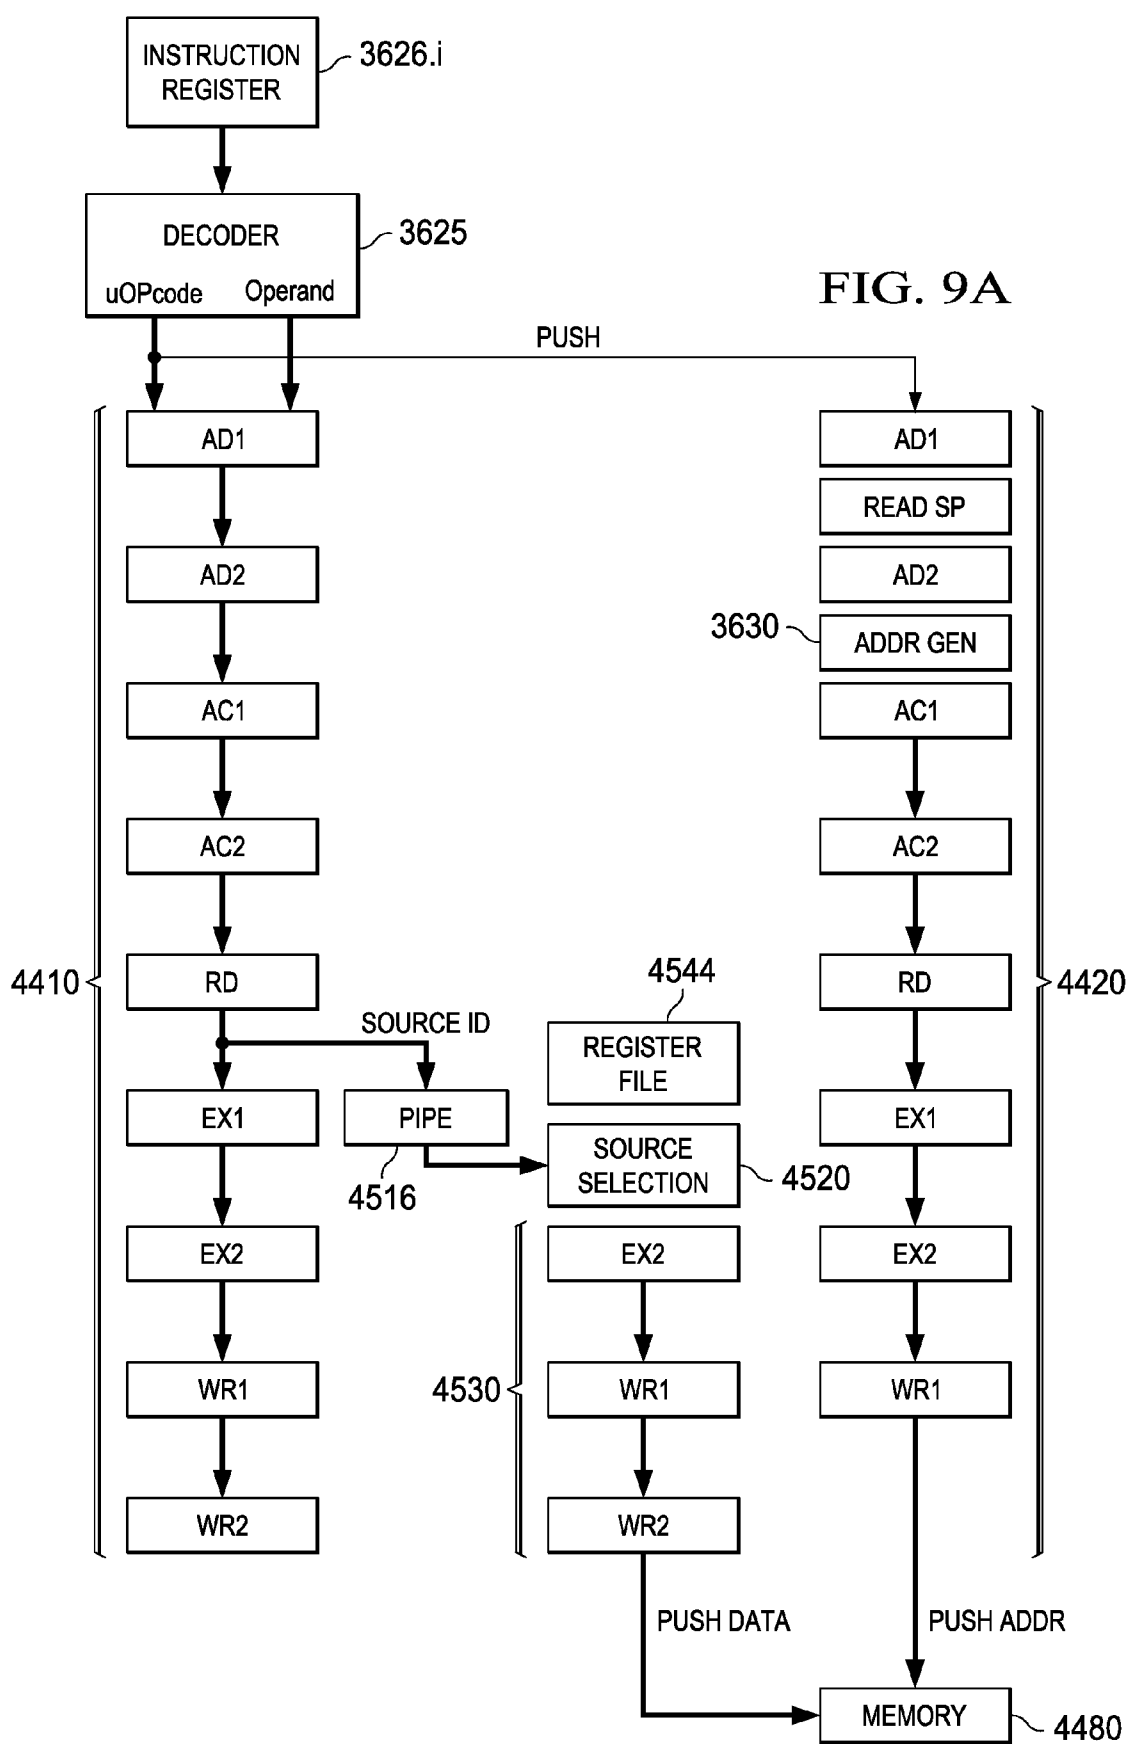 INSTRUCTION
REGISTER
3626.i
DECODER
3625
uOPcode
Operand
FIG. 9A
PUSH
AD1
AD1
READ SP
AD2
AD2
3630
ADDR GEN
AC1
AC1
AC2
AC2
4410
RD
4544
RD
4420
SOURCE ID
REGISTER
FILE
EX1
PIPE
EX1
4516
SOURCE
SELECTION
4520
EX2
EX2
EX2
WR1
4530
WR1
WR1
WR2
WR2
PUSH DATA
PUSH ADDR
MEMORY
4480